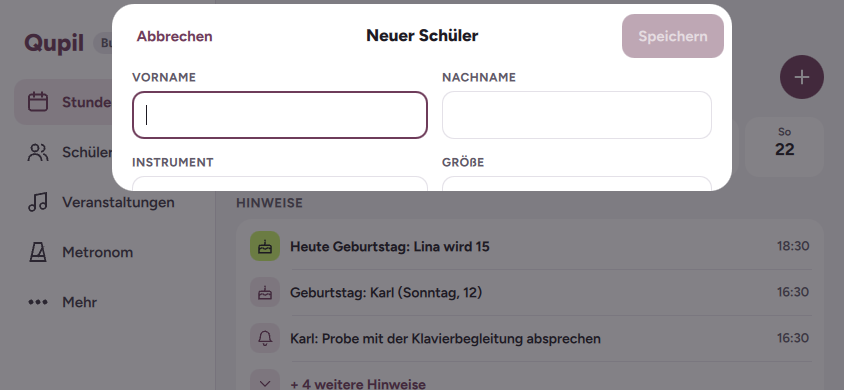 Qupil
Abbrechen
Neuer Schüler
Speichern
VORNAME
NACHNAME
INSTRUMENT
GRÖßE
Stunde
Schüler
Veranstaltungen
Metronom
Mehr
So
22
HINWEISE
Heute Geburtstag: Lina wird 15
18:30
Geburtstag: Karl (Sonntag, 12)
16:30
Karl: Probe mit der Klavierbegleitung absprechen
16:30
+ 4 weitere Hinweise